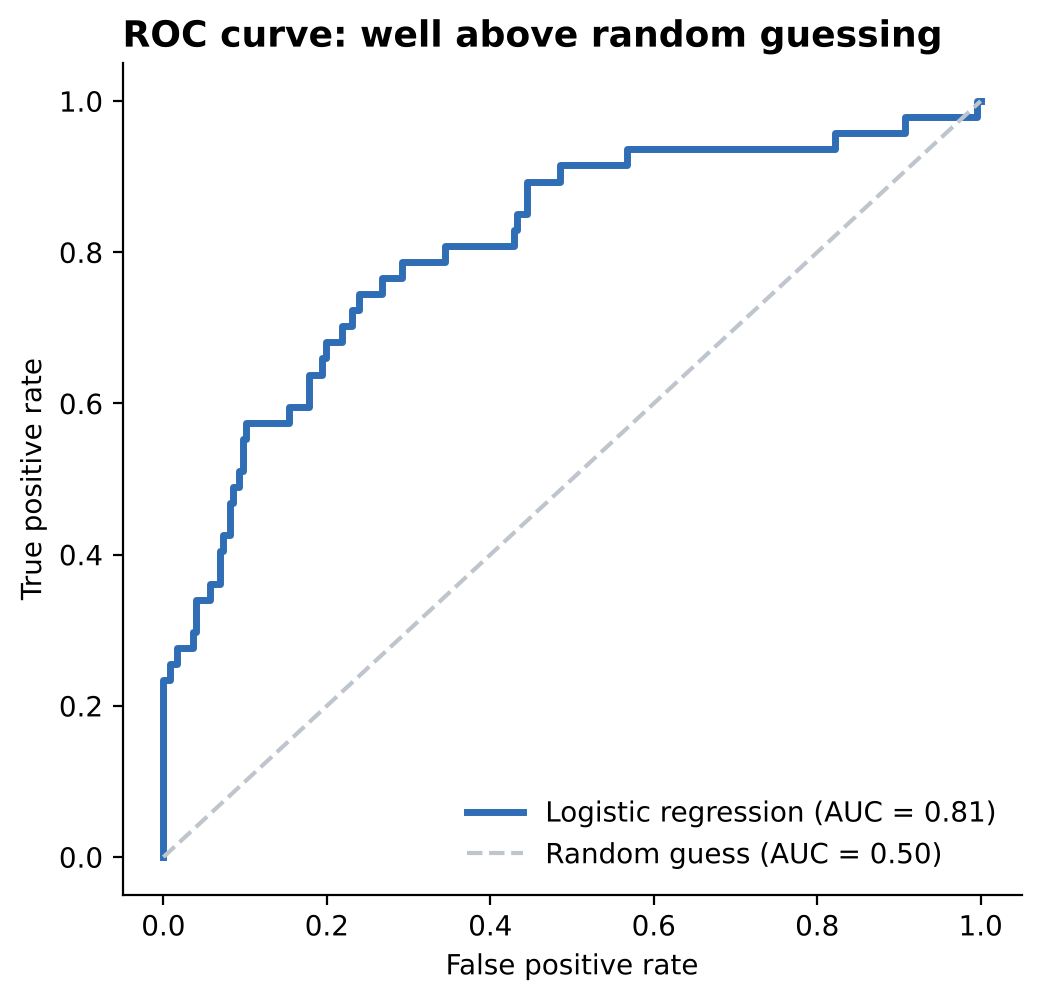 ROC curve: well above random guessing
1.0
0.8
0.6
0.4
0.2
0.0
True positive rate
Logistic regression (AUC = 0.81)
Random guess (AUC = 0.50)
0.0 0.2 0.4 0.6 0.8 1.0
False positive rate